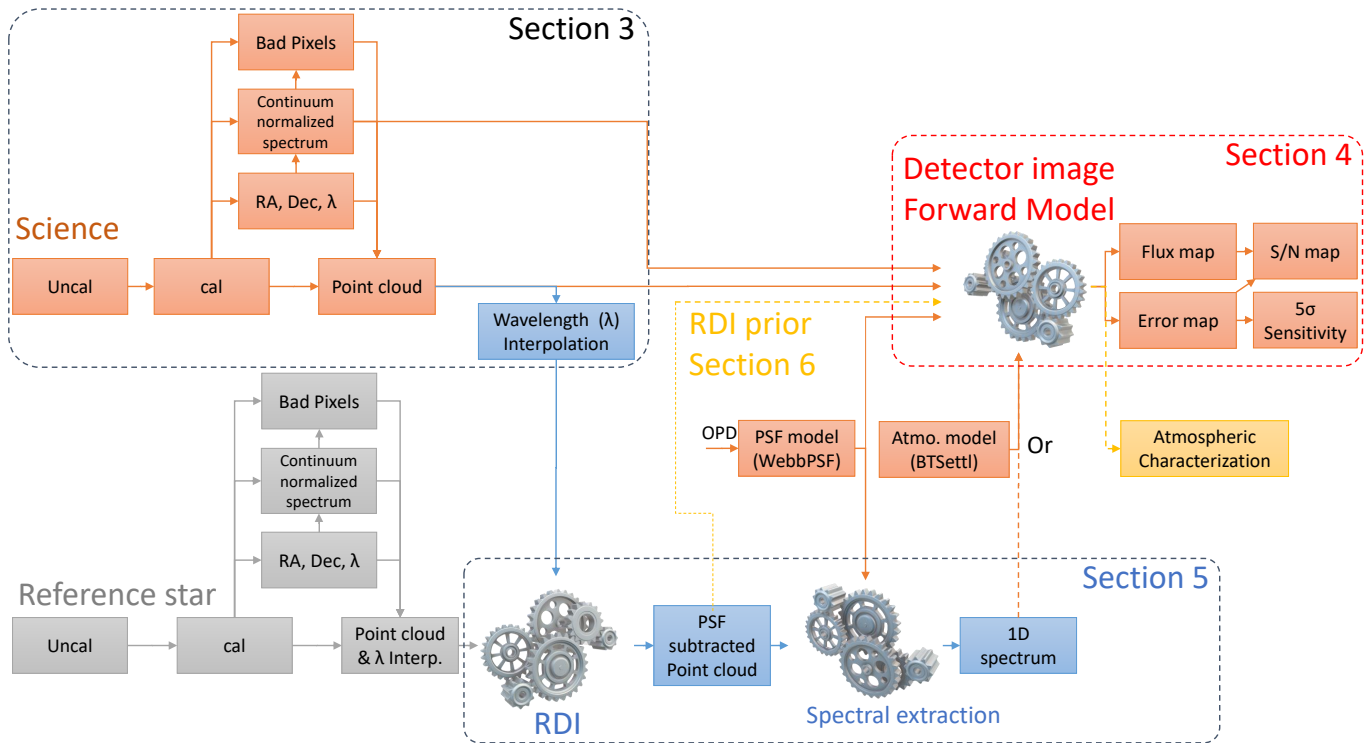 Section 3
Bad Pixels
Continuum
normalized
spectrum
RA, Dec, λ
Science
Uncal
cal
Point cloud
Wavelength (λ)
Interpolation
Section 4
Detector image
Forward Model
Flux map
S/N map
Error map
5σ
Sensitivity
RDI prior
Section 6
OPD
PSF model
(WebbPSF)
Atmo. model
(BTSettl)
Or
Atmospheric
Characterization
Bad Pixels
Continuum
normalized
spectrum
RA, Dec, λ
Reference star
Uncal
cal
Point cloud
& λ Interp.
Section 5
RDI
PSF
subtracted
Point cloud
Spectral extraction
1D
spectrum